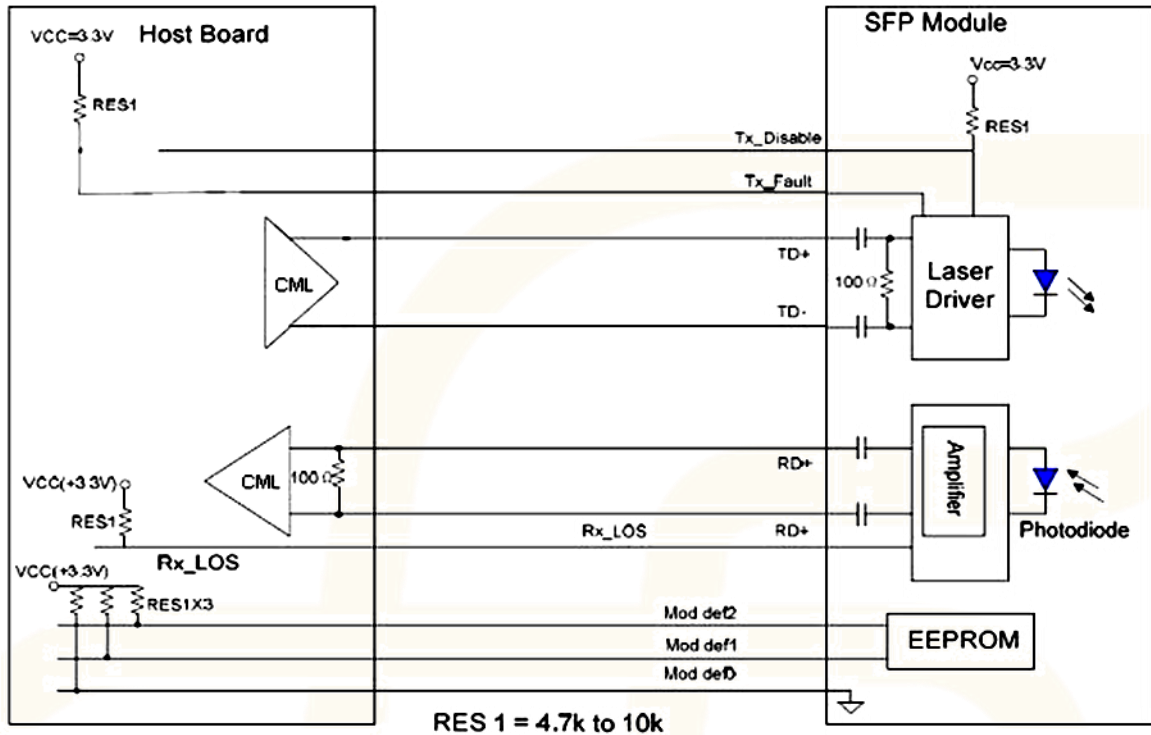 Host Board
SFP Module
VCC=3.3V
RES1
Vcc=3.3V
RES1
Tx_Disable
Tx_Fault
CML
TD+
100 Ω
TD-
Laser
Driver
CML
100 Ω
RD+
RD+
Amplifier
Photodiode
VCC(+3.3V)
RES1
Rx_LOS
Rx_LOS
VCC(+3.3V)
RES1X3
Mod def2
Mod def1
Mod def0
EEPROM
RES 1 = 4.7k to 10k